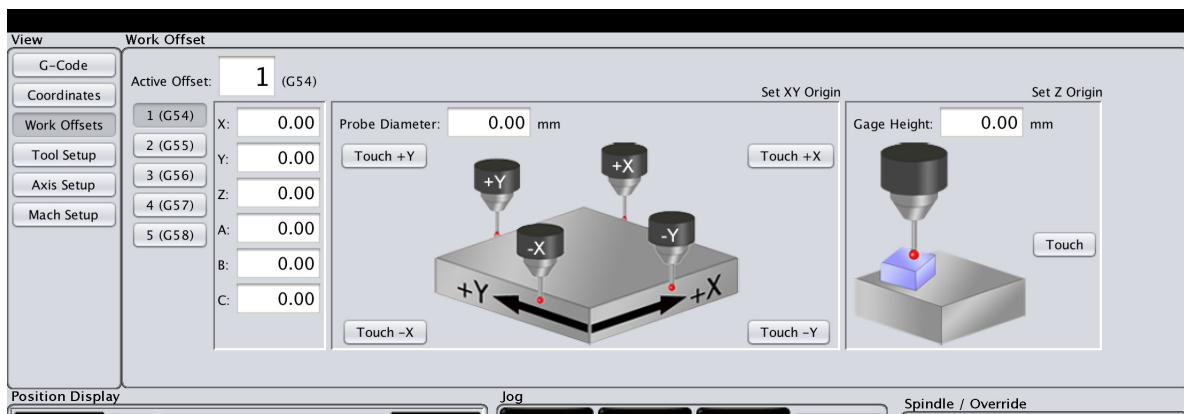 View
Work Offset
G-Code
Coordinates
Work Offsets
Tool Setup
Axis Setup
Mach Setup
Active Offset: 1 (G54)
1 (G54)
2 (G55)
3 (G56)
4 (G57)
5 (G58)
X: 0.00
Y: 0.00
Z: 0.00
A: 0.00
B: 0.00
C: 0.00
Set XY Origin
Probe Diameter: 0.00 mm
Touch +Y
Touch +X
+Y
+X
-X
-Y
+Y
+X
Touch -X
Touch -Y
Set Z Origin
Gage Height: 0.00 mm
Touch
Position Display
Jog
Spindle / Override